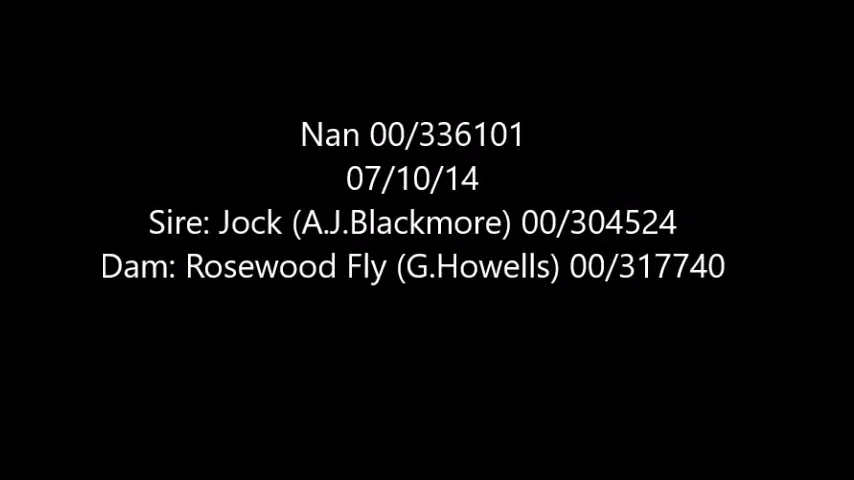 Nan 00/336101
07/10/14
Sire: Jock (A.J.Blackmore) 00/304524
Dam: Rosewood Fly (G.Howells) 00/317740